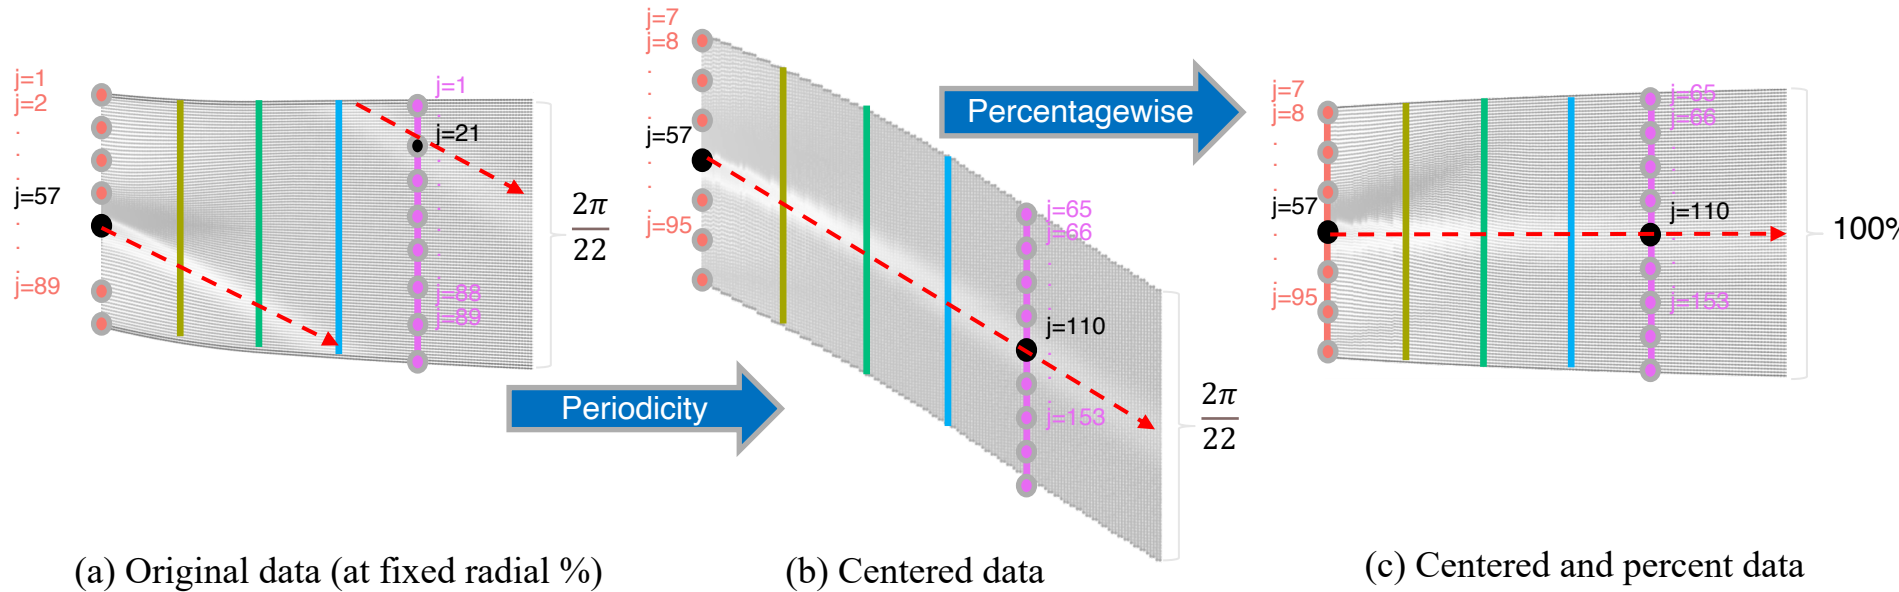 j=1
j=2
j=57
j=89
j=1
j=21
j=88
j=89
2π
22
(a) Original data (at fixed radial %)
Periodicity
j=7
j=8
j=57
j=95
j=65
j=66
j=110
j=153
2π
22
(b) Centered data
Percentagewise
j=7
j=8
j=57
j=95
j=65
j=66
j=110
j=153
100%
(c) Centered and percent data